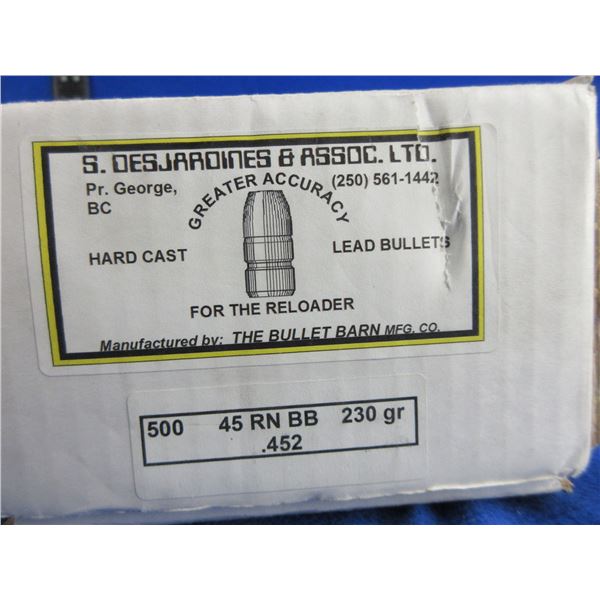 S. DESJARDINES & ASSOC. LTD.
Pr. George,
BC
(250) 561-1442
GREATER ACCURACY
HARD CAST
LEAD BULLETS
FOR THE RELOADER
Manufactured by: THE BULLET BARN MFG. CO.
500 45 RN BB 230 gr
.452